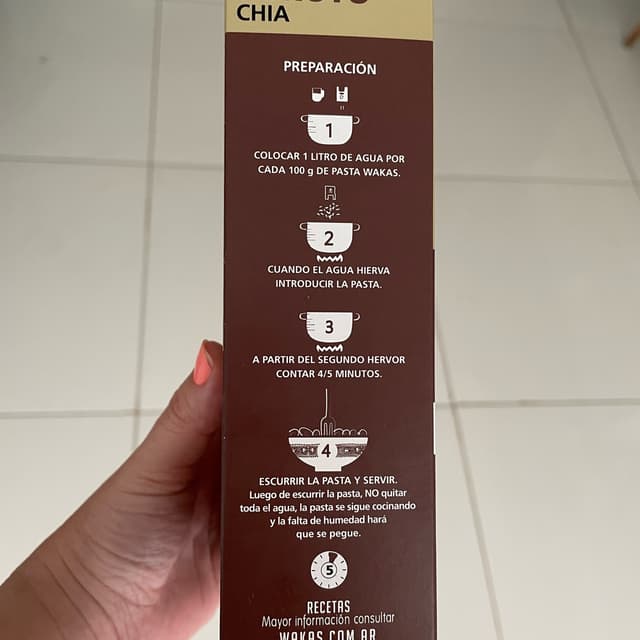 CHIA
PREPARACIÓN
1
COLOCAR 1 LITRO DE AGUA POR
CADA 100 g DE PASTA WAKAS.
2
CUANDO EL AGUA HIERVA
INTRODUCIR LA PASTA.
3
A PARTIR DEL SEGUNDO HERVOR
CONTAR 4/5 MINUTOS.
4
ESCURRIR LA PASTA Y SERVIR.
Luego de escurrir la pasta, NO quitar
toda el agua, la pasta se sigue cocinando
y la falta de humedad hará
que se pegue.
5
RECETAS
Mayor información consultar
WAKAS.COM.AR